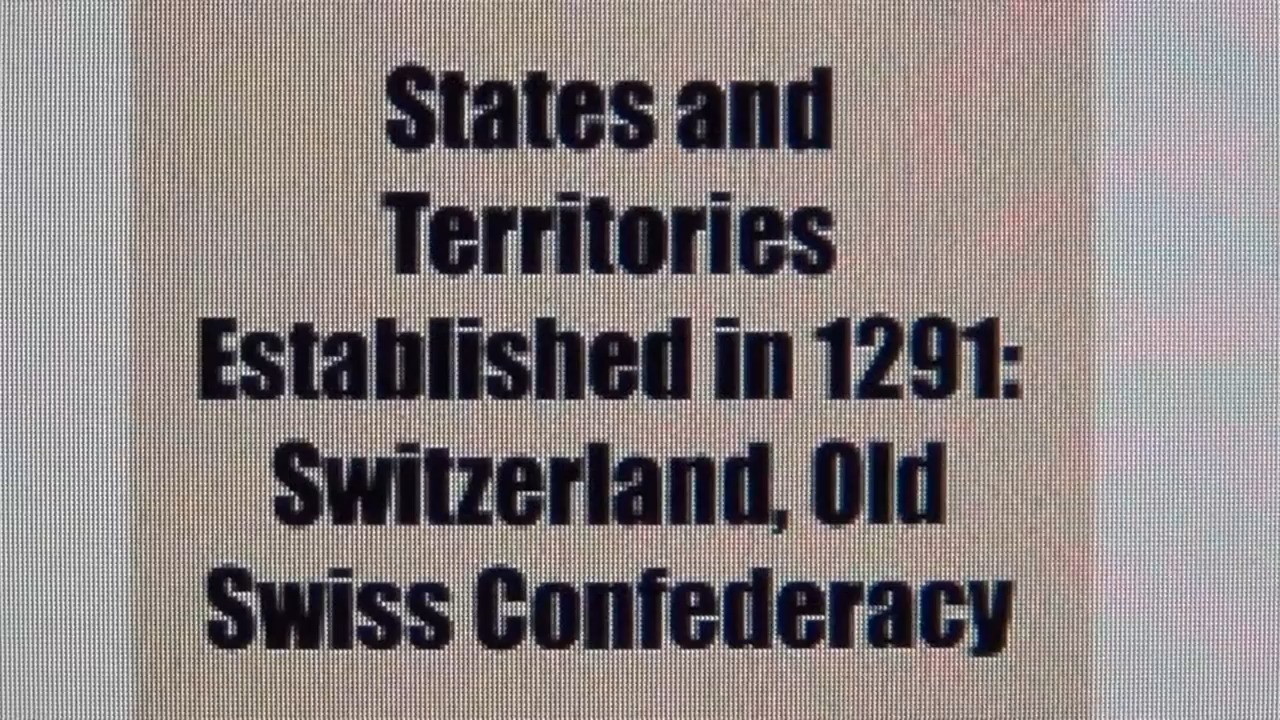 States and
Territories
Established in 1291:
Switzerland, Old
Swiss Confederacy